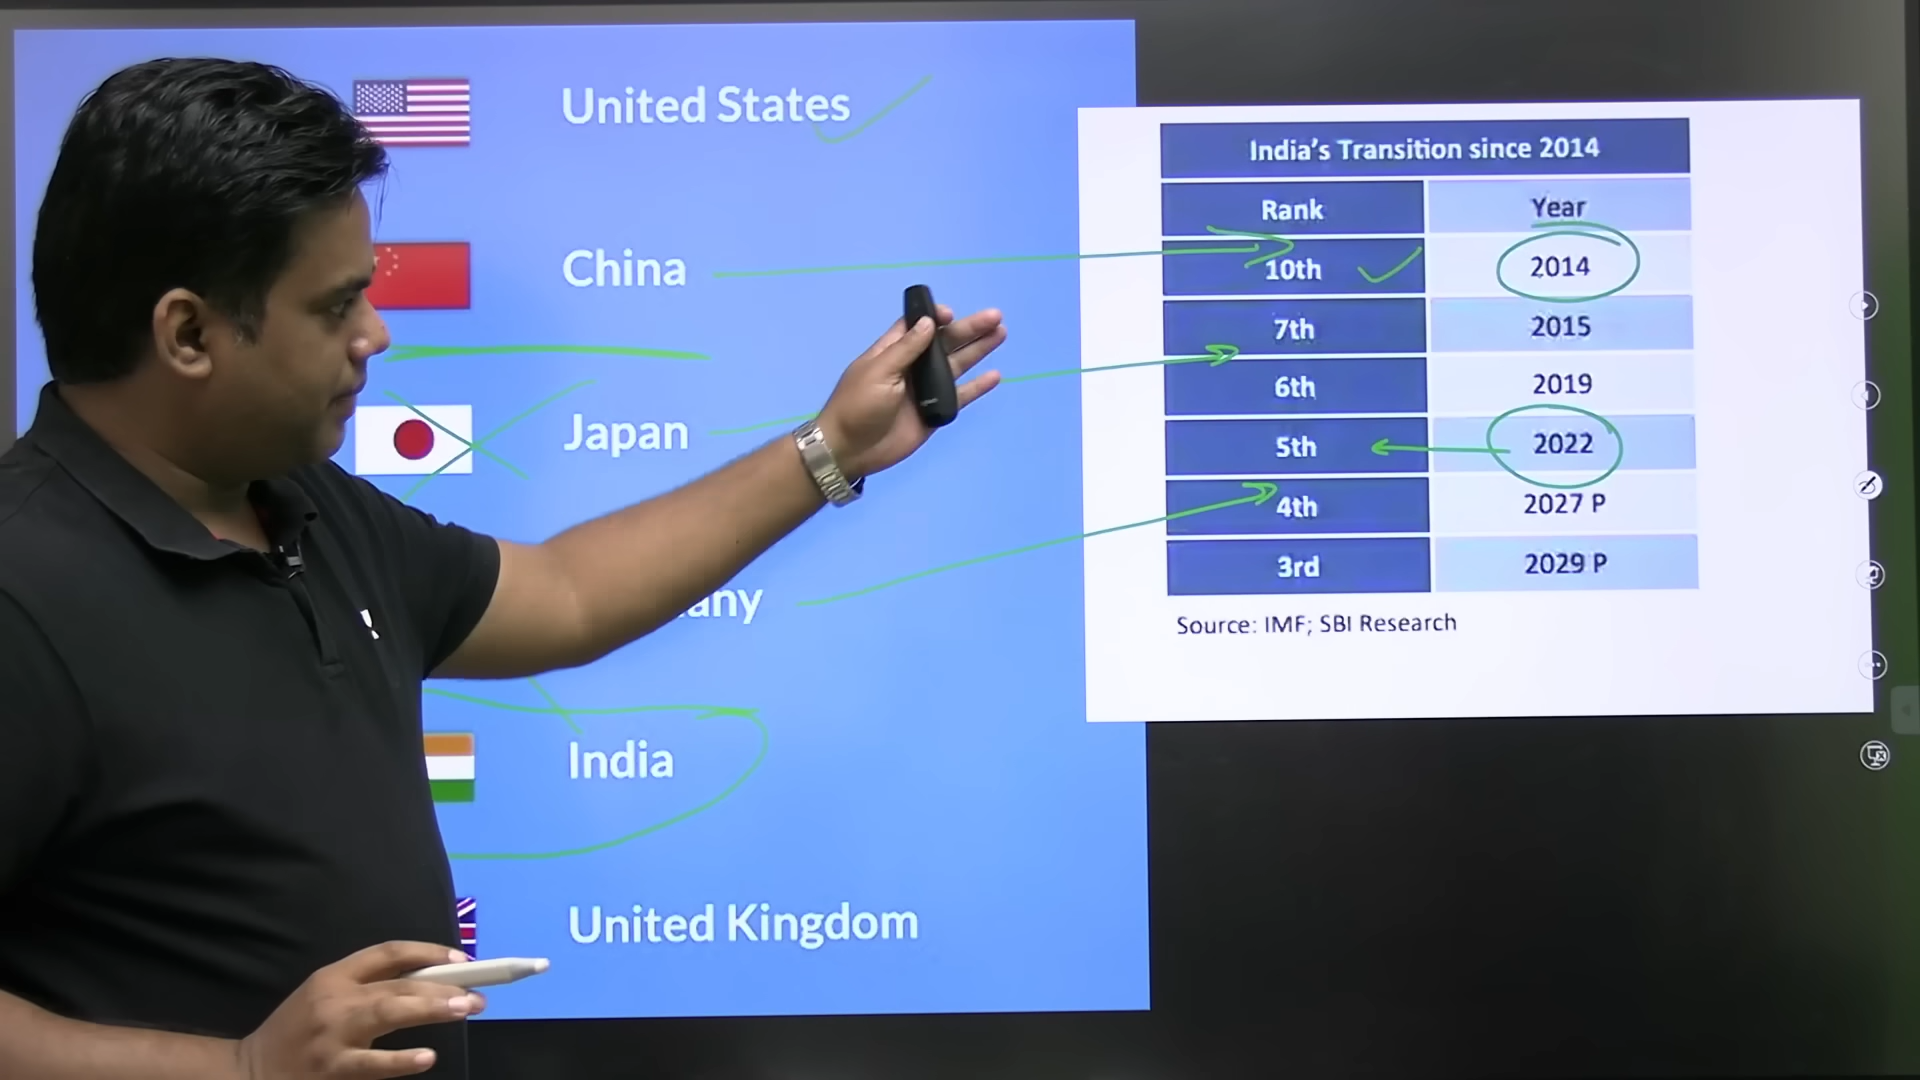 United States
China
Japan
any
India
United Kingdom
India's Transition since 2014
Rank Year
10th 2014
7th 2015
6th 2019
5th 2022
4th 2027 P
3rd 2029 P
Source: IMF; SBI Research